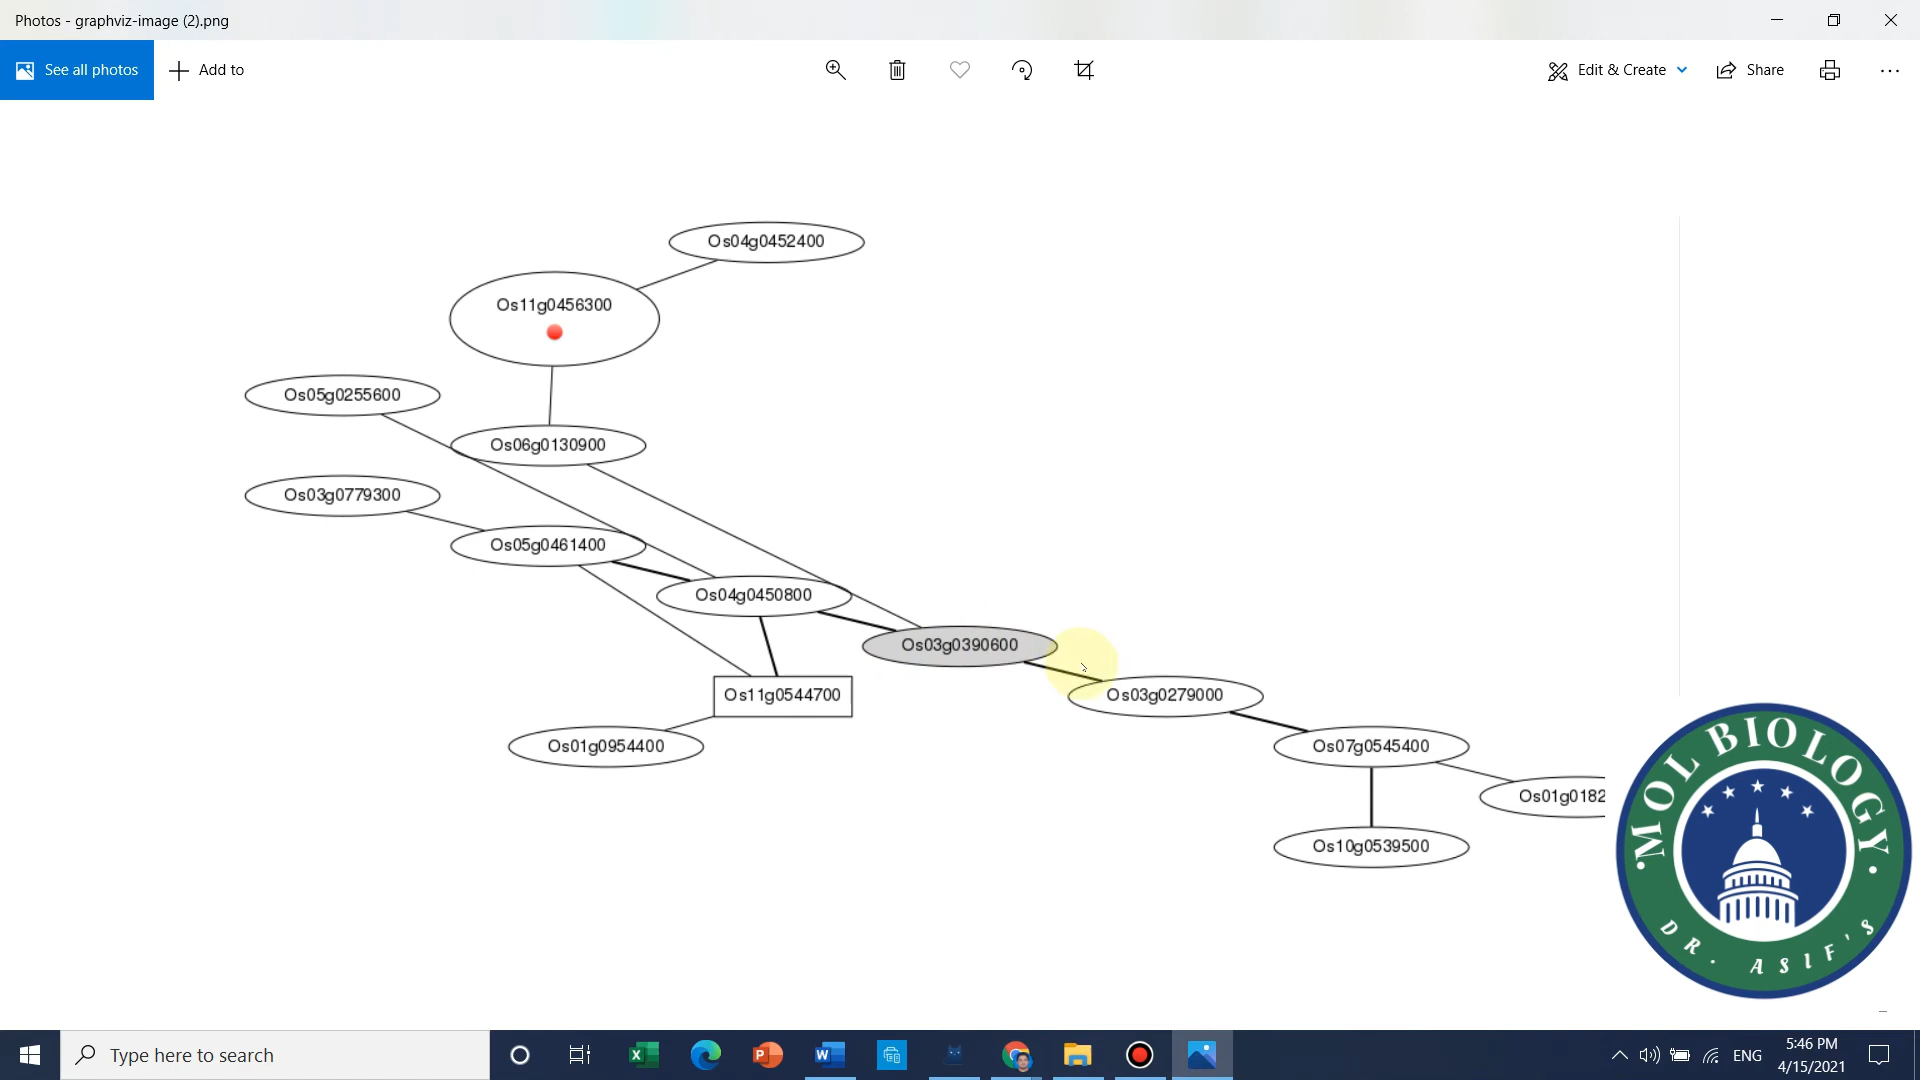 Photos - graphviz-image (2).png
See all photos
Add to
Edit & Create
Share
Os04g0452400
Os11g0456300
Os05g0255600
Os06g0130900
Os03g0779300
Os05g0461400
Os04g0450800
Os03g0390600
Os11g0544700
Os03g0279000
Os01g0954400
Os07g0545400
Os01g0182
Os10g0539500
MOL BIOLOGY
DR. ASIF'S
Type here to search
ENG
5:46 PM
4/15/2021